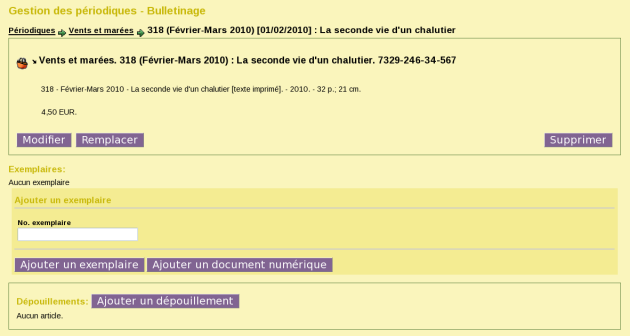 Gestion des périodiques - Bulletinage
Périodiques Vents et marées 318 (Février-Mars 2010) [01/02/2010] : La seconde vie d'un chalutier
Vents et marées. 318 (Février-Mars 2010) : La seconde vie d'un chalutier. 7329-246-34-567
318 - Février-Mars 2010 - La seconde vie d'un chalutier [texte imprimé]. - 2010. - 32 p.; 21 cm.
4,50 EUR.
Modifier Remplacer Supprimer
Exemplaires:
Aucun exemplaire
Ajouter un exemplaire
No. exemplaire
Ajouter un exemplaire Ajouter un document numérique
Dépouillements: Ajouter un dépouillement
Aucun article.